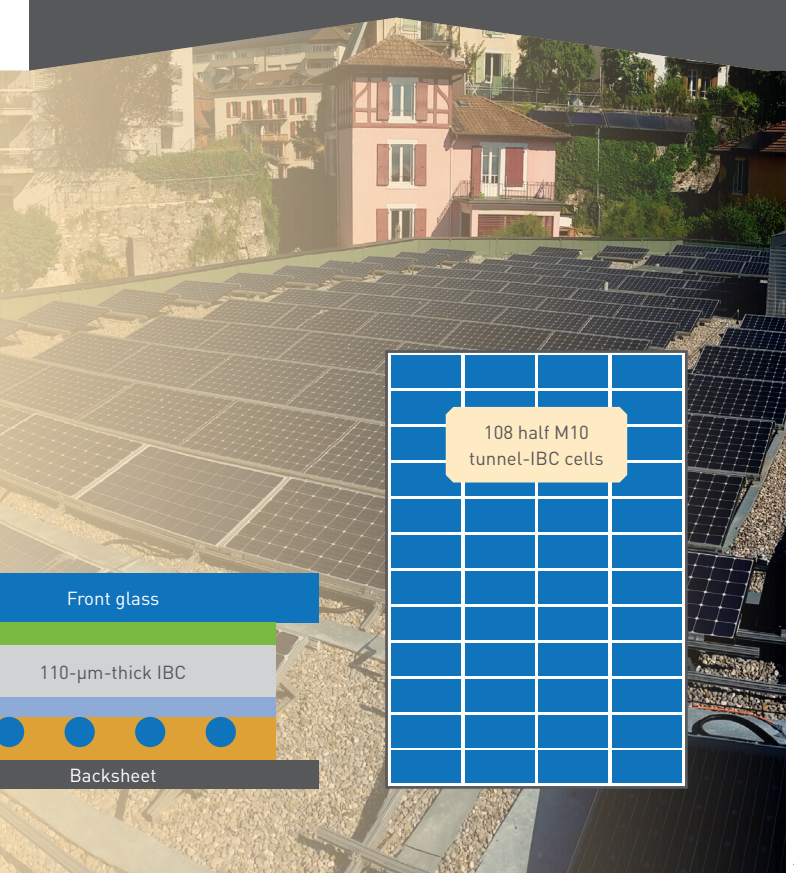 108 half M10
tunnel-IBC cells
Front glass
110-µm-thick IBC
Backsheet